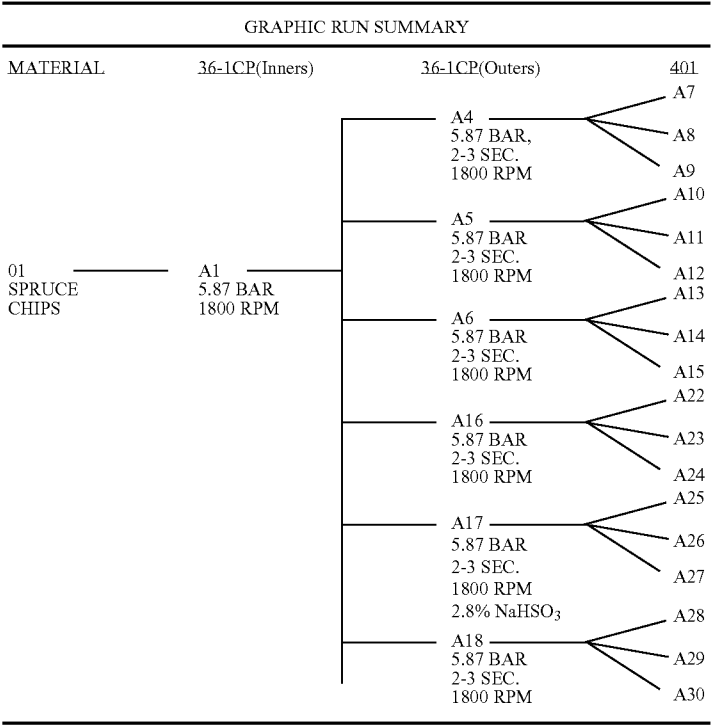 GRAPHIC RUN SUMMARY
MATERIAL 36-1CP(Inners) 36-1CP(Outers) 401
01
SPRUCE
CHIPS
A1
5.87 BAR
1800 RPM
A4
5.87 BAR,
2-3 SEC.
1800 RPM
A7
A8
A9
A5
5.87 BAR
2-3 SEC.
1800 RPM
A10
A11
A12
A6
5.87 BAR
2-3 SEC.
1800 RPM
A13
A14
A15
A16
5.87 BAR
2-3 SEC.
1800 RPM
A22
A23
A24
A17
5.87 BAR
2-3 SEC.
1800 RPM
2.8% NaHSO3
A25
A26
A27
A18
5.87 BAR
2-3 SEC.
1800 RPM
A28
A29
A30